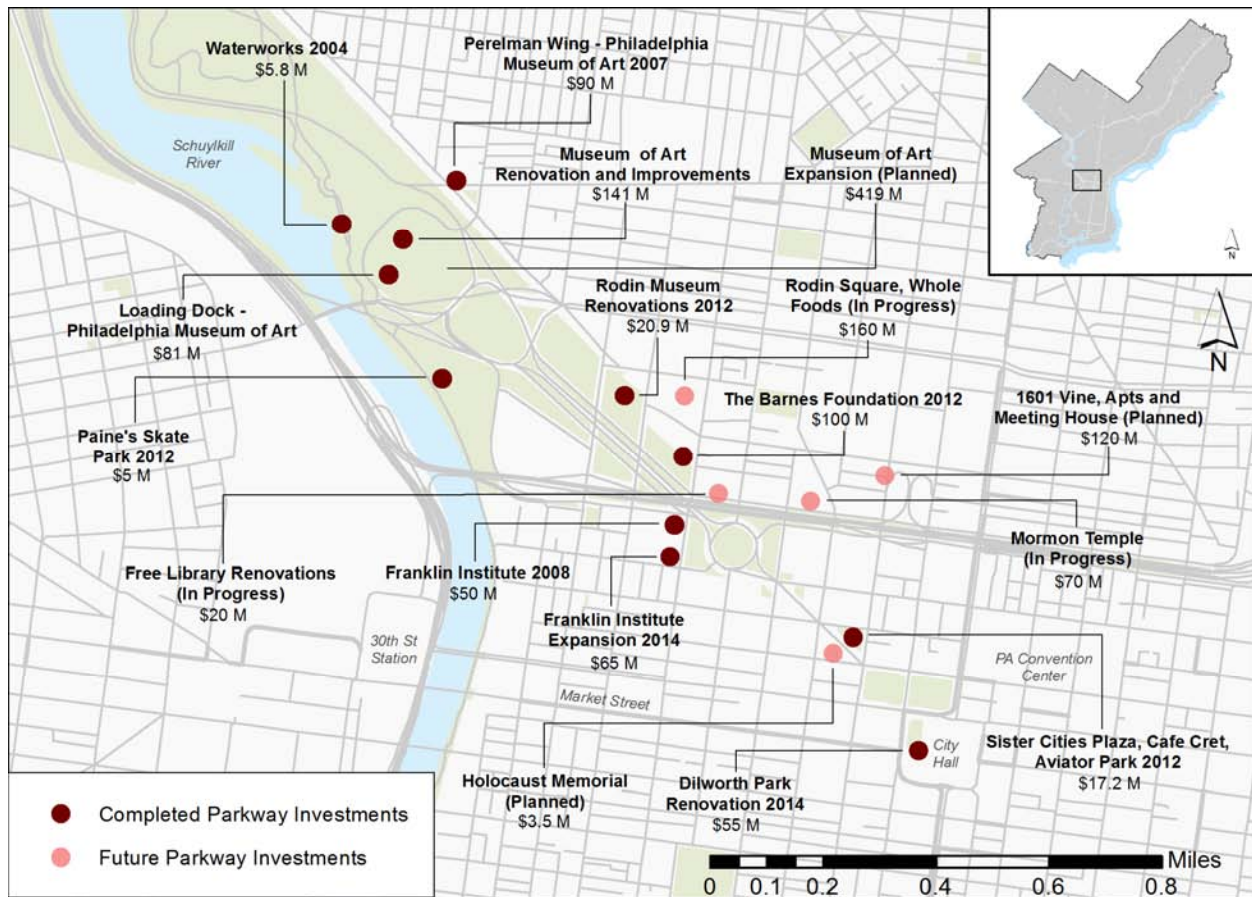 Waterworks 2004
$5.8 M
Perelman Wing - Philadelphia
Museum of Art 2007
$90 M
Schuylkill
River
Museum of Art
Renovation and Improvements
$141 M
Museum of Art
Expansion (Planned)
$419 M
N
Loading Dock -
Philadelphia Museum of Art
$81 M
Rodin Museum
Renovations 2012
$20.9 M
Rodin Square, Whole
Foods (In Progress)
$160 M
N
Paine's Skate
Park 2012
$5 M
The Barnes Foundation 2012
$100 M
1601 Vine, Apts and
Meeting House (Planned)
$120 M
Free Library Renovations
(In Progress)
$20 M
Franklin Institute 2008
$50 M
Mormon Temple
(In Progress)
$70 M
Franklin Institute
Expansion 2014
$65 M
30th St
Station
Market Street
PA Convention
Center
City
Hall
Holocaust Memorial
(Planned)
$3.5 M
Dilworth Park
Renovation 2014
$55 M
Sister Cities Plaza, Cafe Cret,
Aviator Park 2012
$17.2 M
Completed Parkway Investments
Future Parkway Investments
Miles
0 0.1 0.2 0.4 0.6 0.8